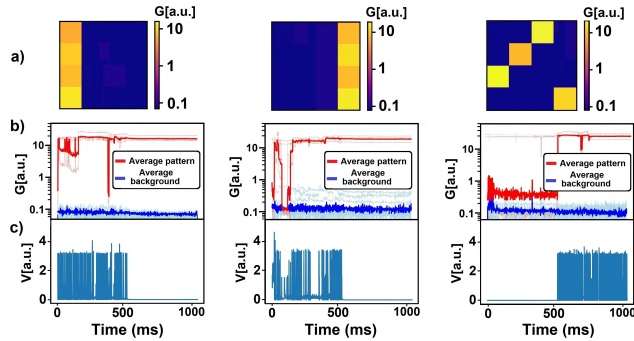 G[a.u.] G[a.u.] G[a.u.]
a) 10 1 0.1 10 1 0.1 10 1 0.1
b) G[a.u.] 10 1 0.1 Average pattern Average background
G[a.u.] 10 1 0.1 Average pattern Average background
G[a.u.] 10 1 0.1 Average pattern Average background
c) V[a.u.] 4 2 0 V[a.u.] 4 2 0 V[a.u.] 4 2 0
0 500 1000 0 500 1000 0 500 1000
Time (ms) Time (ms) Time (ms)